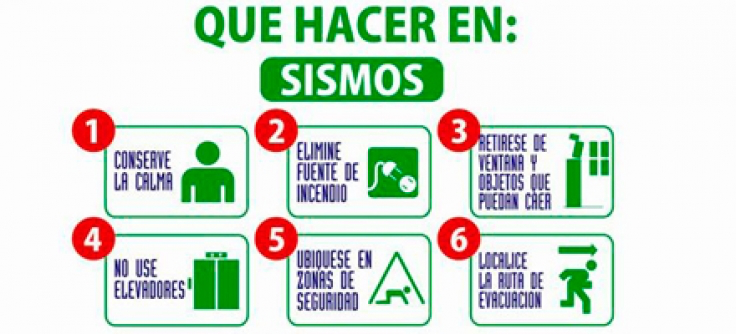 QUE HACER EN:
SISMOS
1
CONSERVE
LA CALMA
2
ELIMINE
FUENTE DE
INCENDIO
3
RETIRESE DE
VENTANA Y
OBJETOS QUE
PUEDAN CÁER
4
NO USE
ELEVADORES
5
UBIQUESE EN
ZONAS DE
SEGURIDAD
6
LOCALICE
LA RUTA DE
EVACUACION